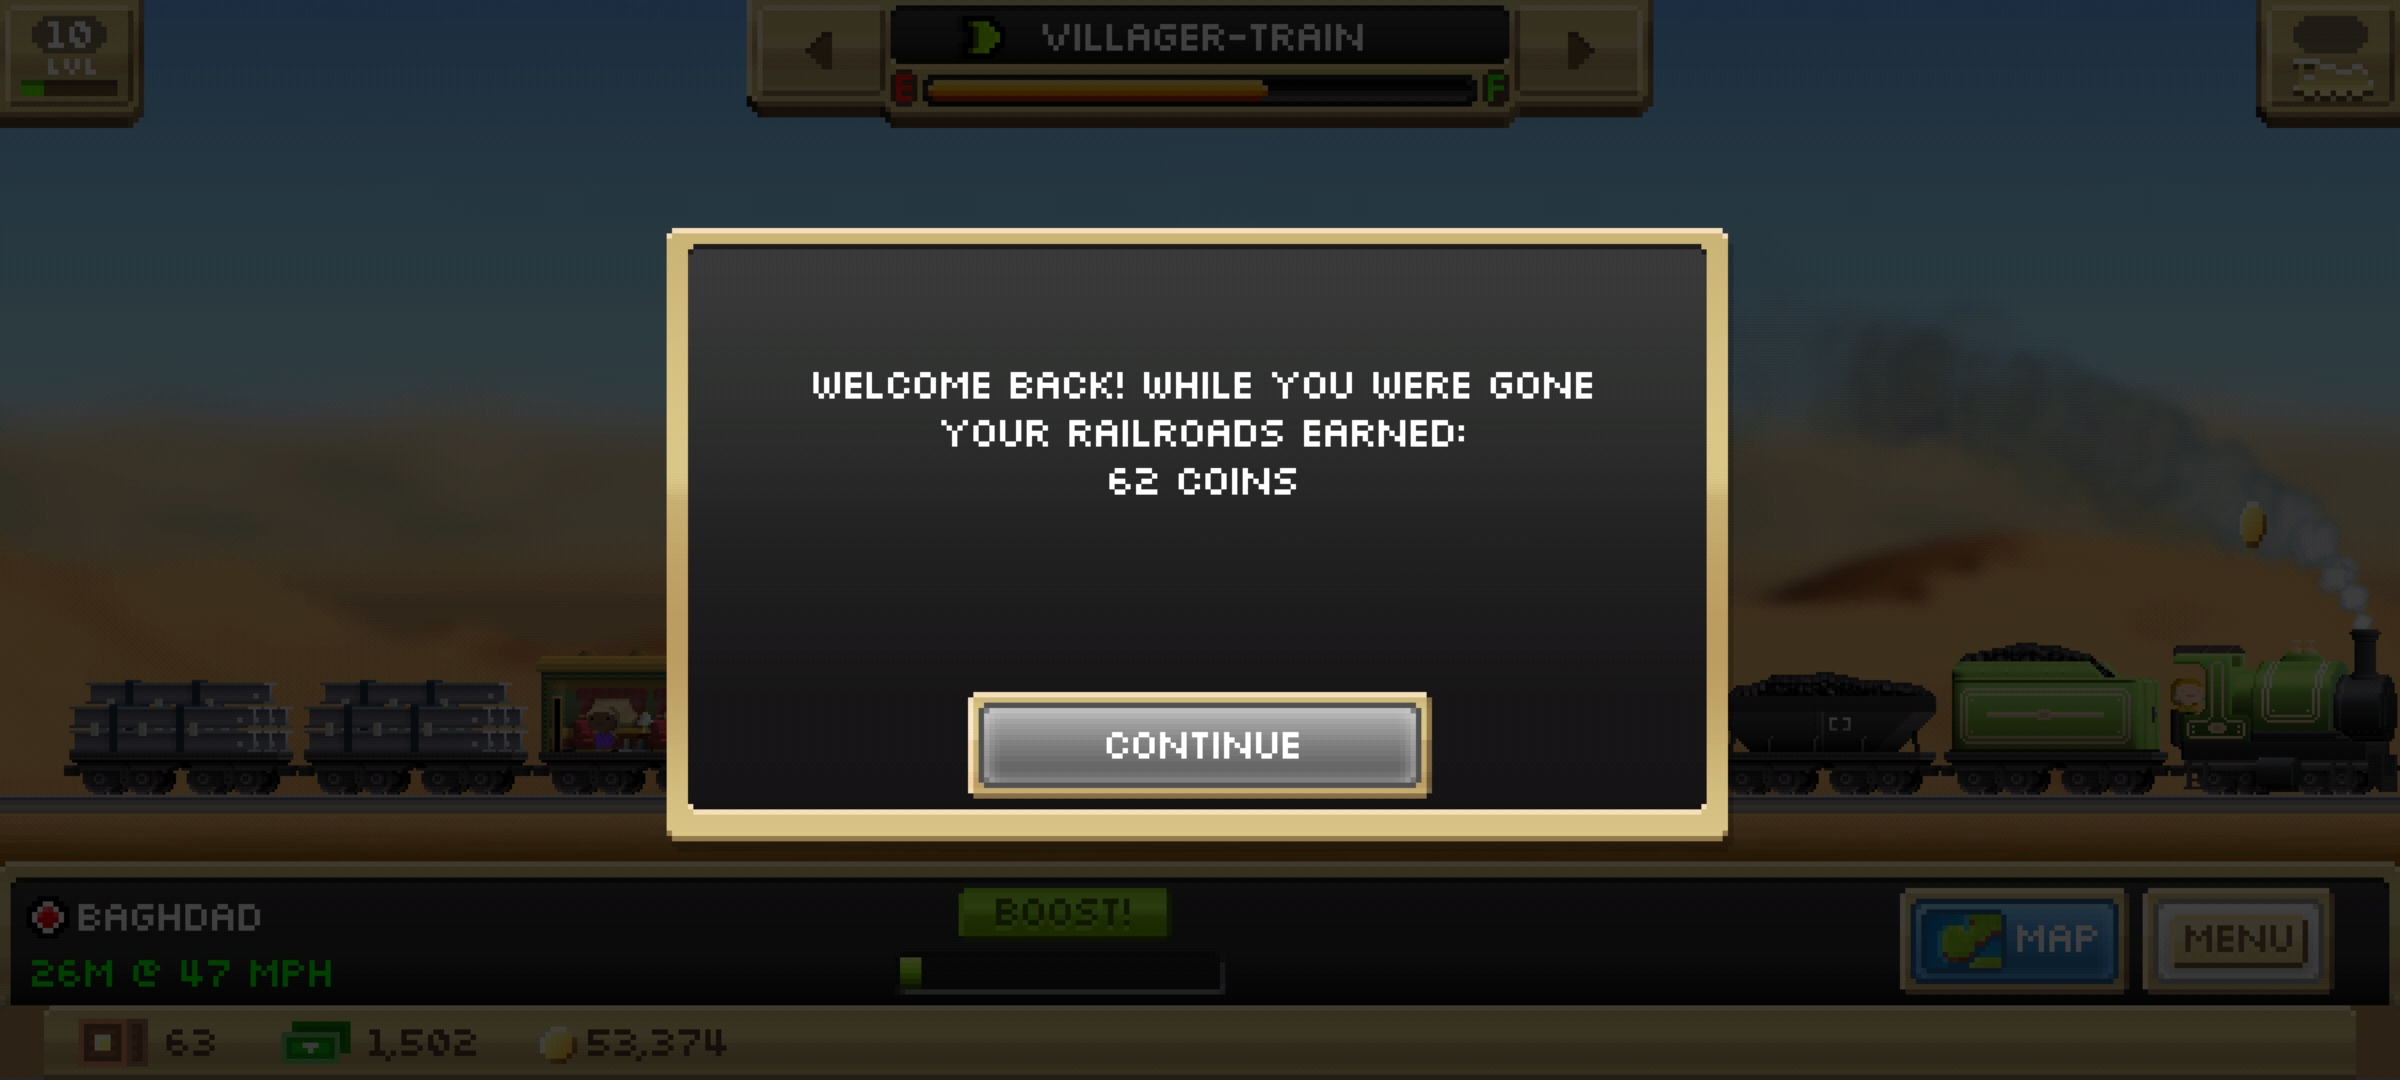 10
LVL
VILLAGER-TRAIN
E F
WELCOME BACK! WHILE YOU WERE GONE
YOUR RAILROADS EARNED:
62 COINS
CONTINUE
BAGHDAD
26M @ 47 MPH
BOOST!
MAP
MENU
63 1,502 53,374